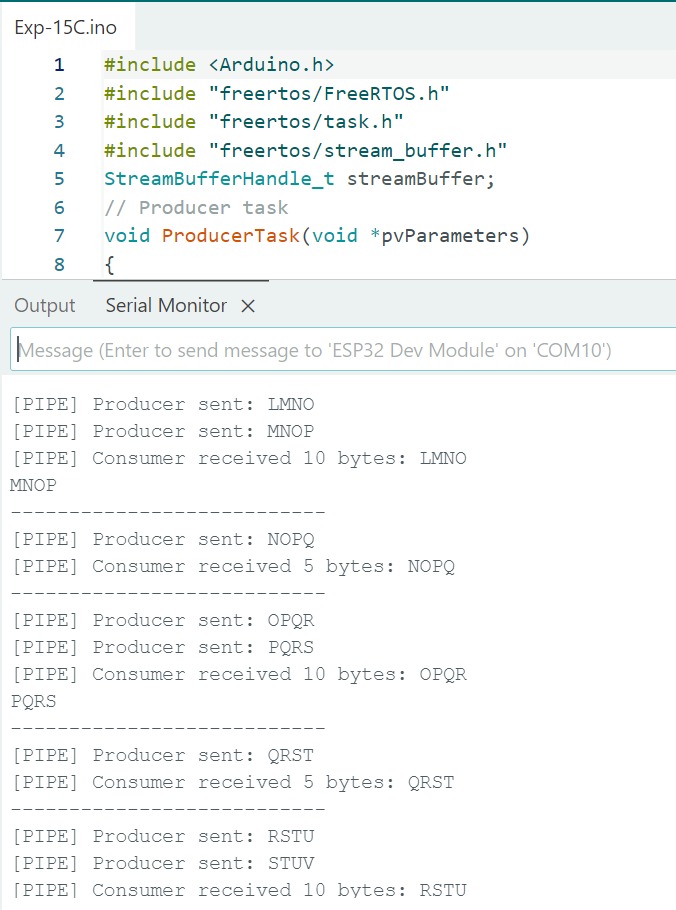 Exp-15C.ino
1 #include <Arduino.h>
2 #include "freertos/FreeRTOS.h"
3 #include "freertos/task.h"
4 #include "freertos/stream_buffer.h"
5 StreamBufferHandle_t streamBuffer;
6 // Producer task
7 void ProducerTask(void *pvParameters)
8 {
Output Serial Monitor ×
Message (Enter to send message to 'ESP32 Dev Module' on 'COM10')
[PIPE] Producer sent: LMNO
[PIPE] Producer sent: MNOP
[PIPE] Consumer received 10 bytes: LMNO
MNOP
---------------------------
[PIPE] Producer sent: NOPQ
[PIPE] Consumer received 5 bytes: NOPQ
---------------------------
[PIPE] Producer sent: OPQR
[PIPE] Producer sent: PQRS
[PIPE] Consumer received 10 bytes: OPQR
PQRS
---------------------------
[PIPE] Producer sent: QRST
[PIPE] Consumer received 5 bytes: QRST
---------------------------
[PIPE] Producer sent: RSTU
[PIPE] Producer sent: STUV
[PIPE] Consumer received 10 bytes: RSTU